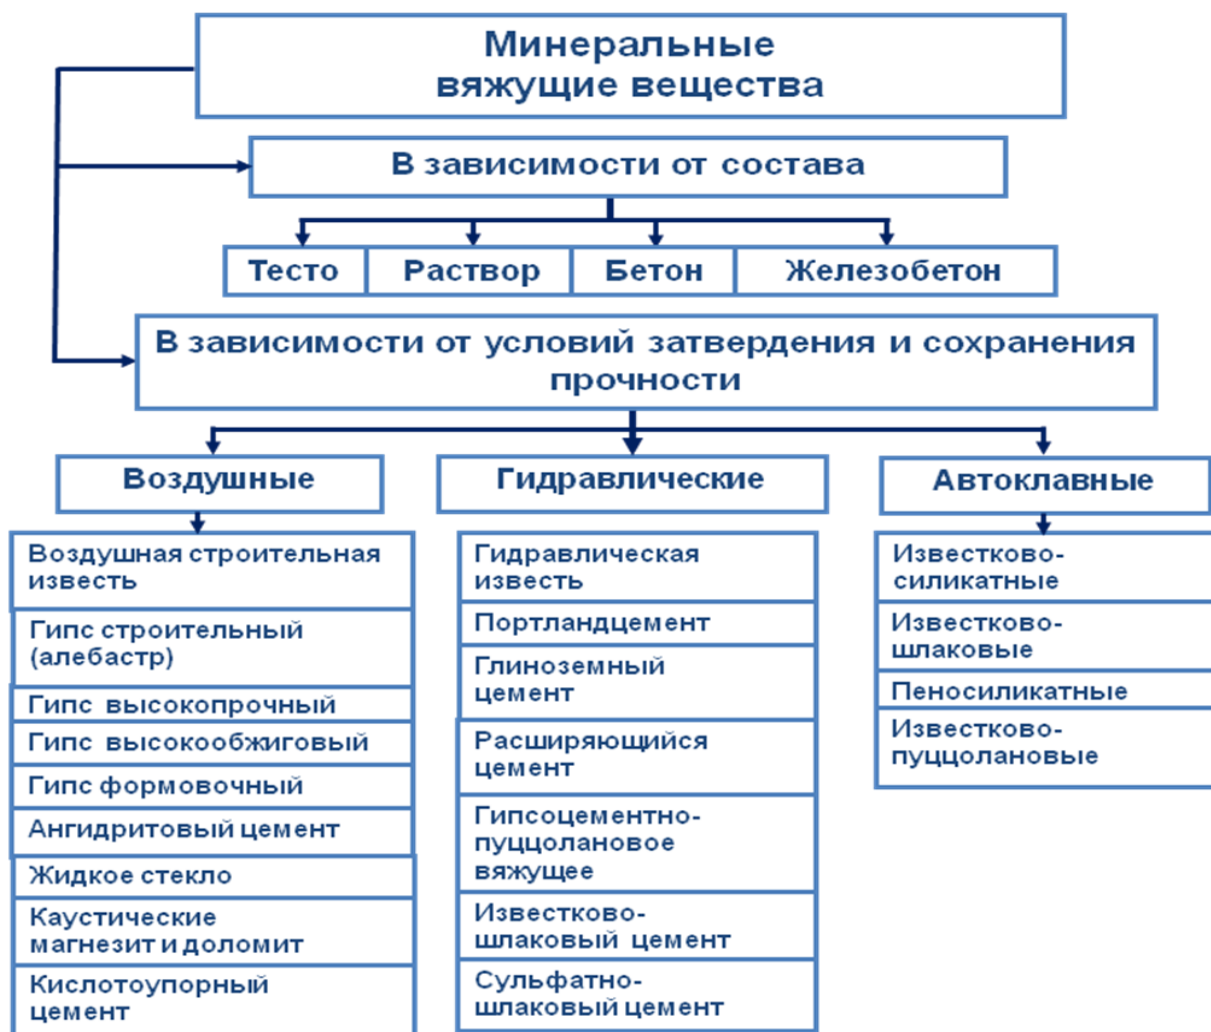 Минеральные
вяжущие вещества
В зависимости от состава
Тесто
Раствор
Бетон
Железобетон
В зависимости от условий затвердения и сохранения
прочности
Воздушные
Воздушная строительная
известь
Гипс строительный
(алебастр)
Гипс высокопрочный
Гипс высокообжиговый
Гипс формовочный
Ангидритовый цемент
Жидкое стекло
Каустические
магнезит и доломит
Кислотоупорный
цемент
Гидравлические
Гидравлическая
известь
Портландцемент
Глиноземный
цемент
Расширяющийся
цемент
Гипсоцементно-
пуццолановое
вяжущее
Известково-
шлаковый цемент
Сульфатно-
шлаковый цемент
Автоклавные
Известково-
силикатные
Известково-
шлаковые
Пеносиликатные
Известково-
пуццолановые